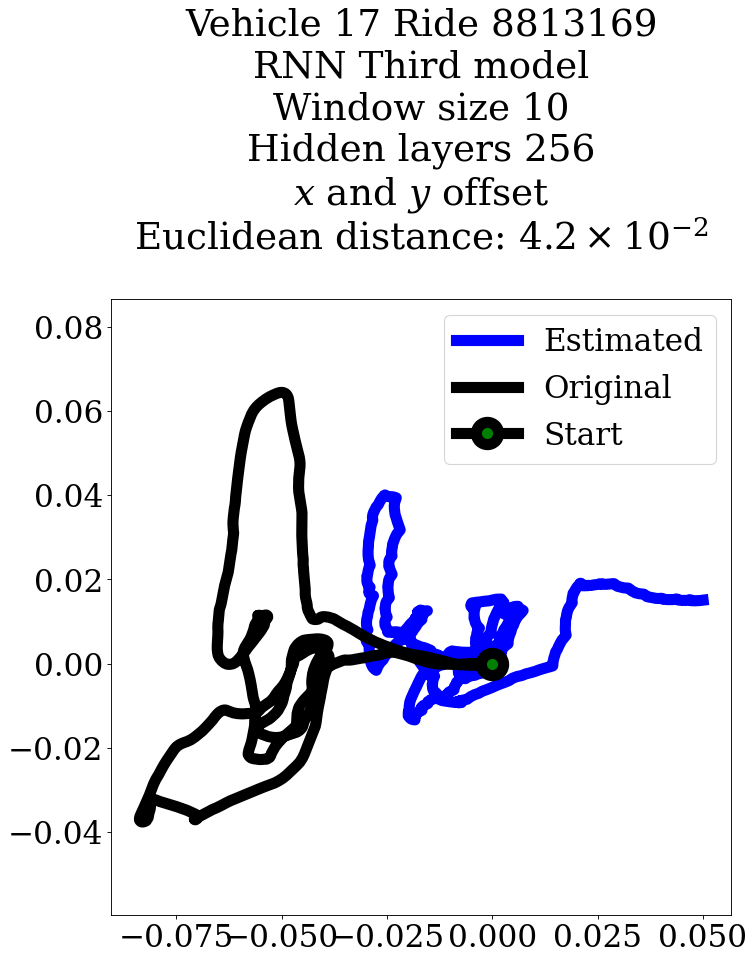 Vehicle 17 Ride 8813169
RNN Third model
Window size 10
Hidden layers 256
x and y offset
Euclidean distance: 4.2 × 10⁻²
Estimated
Original
Start
0.08
0.06
0.04
0.02
0.00
−0.02
−0.04
−0.075 −0.050 −0.025 0.000 0.025 0.050